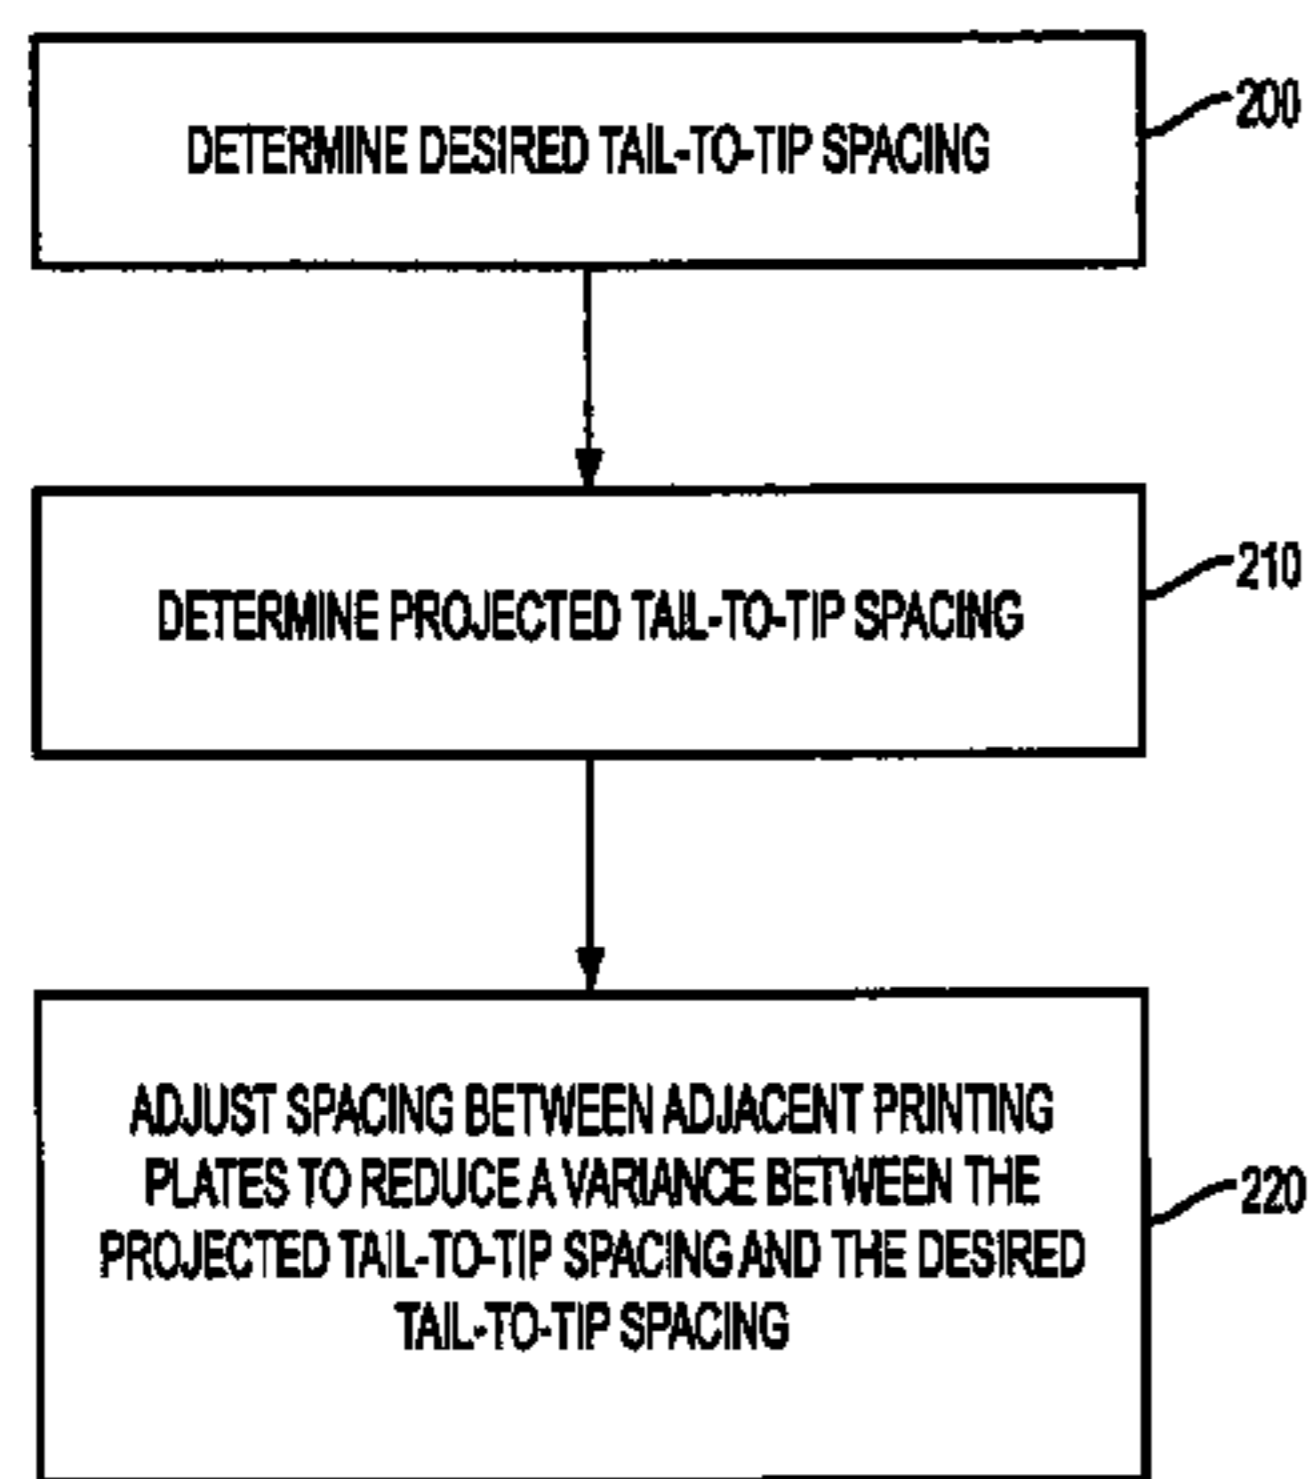 DETERMINE DESIRED TAIL-TO-TIP SPACING
200
DETERMINE PROJECTED TAIL-TO-TIP SPACING
210
ADJUST SPACING BETWEEN ADJACENT PRINTING
PLATES TO REDUCE A VARIANCE BETWEEN THE
PROJECTED TAIL-TO-TIP SPACING AND THE DESIRED
TAIL-TO-TIP SPACING
220